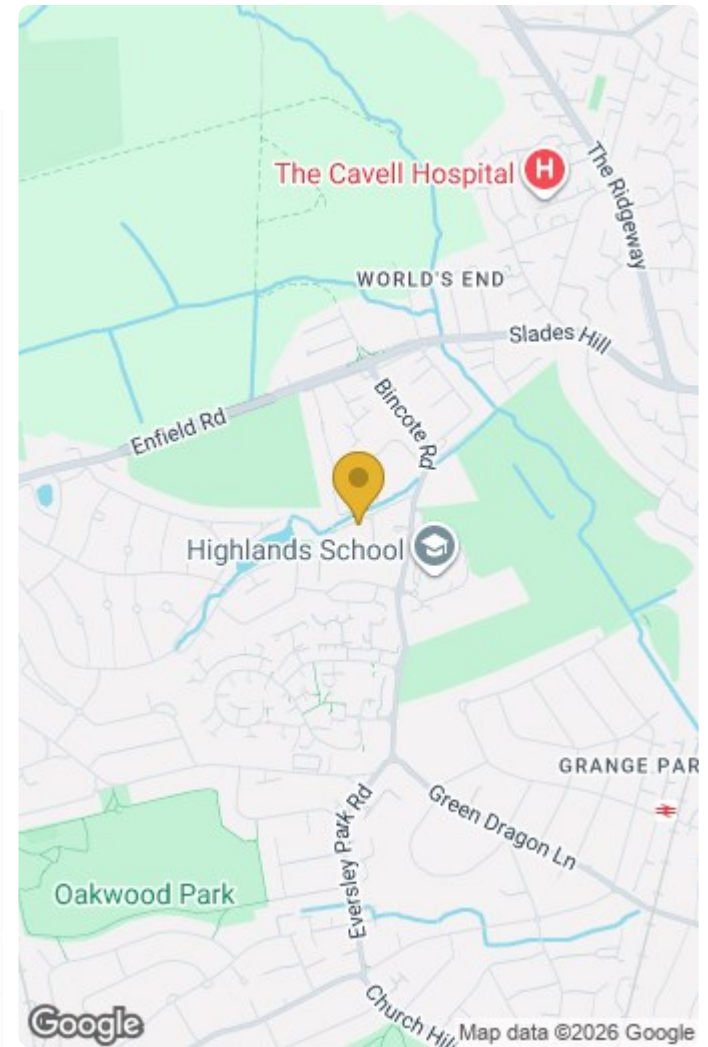 The Cavell Hospital
H
The Ridgeway
WORLD'S END
Slades Hill
Bincote Rd
Enfield Rd
Highlands School
GRANGE PAR
Green Dragon Ln
Eversley Park Rd
Oakwood Park
Church Hill
Google
Map data ©2026 Google